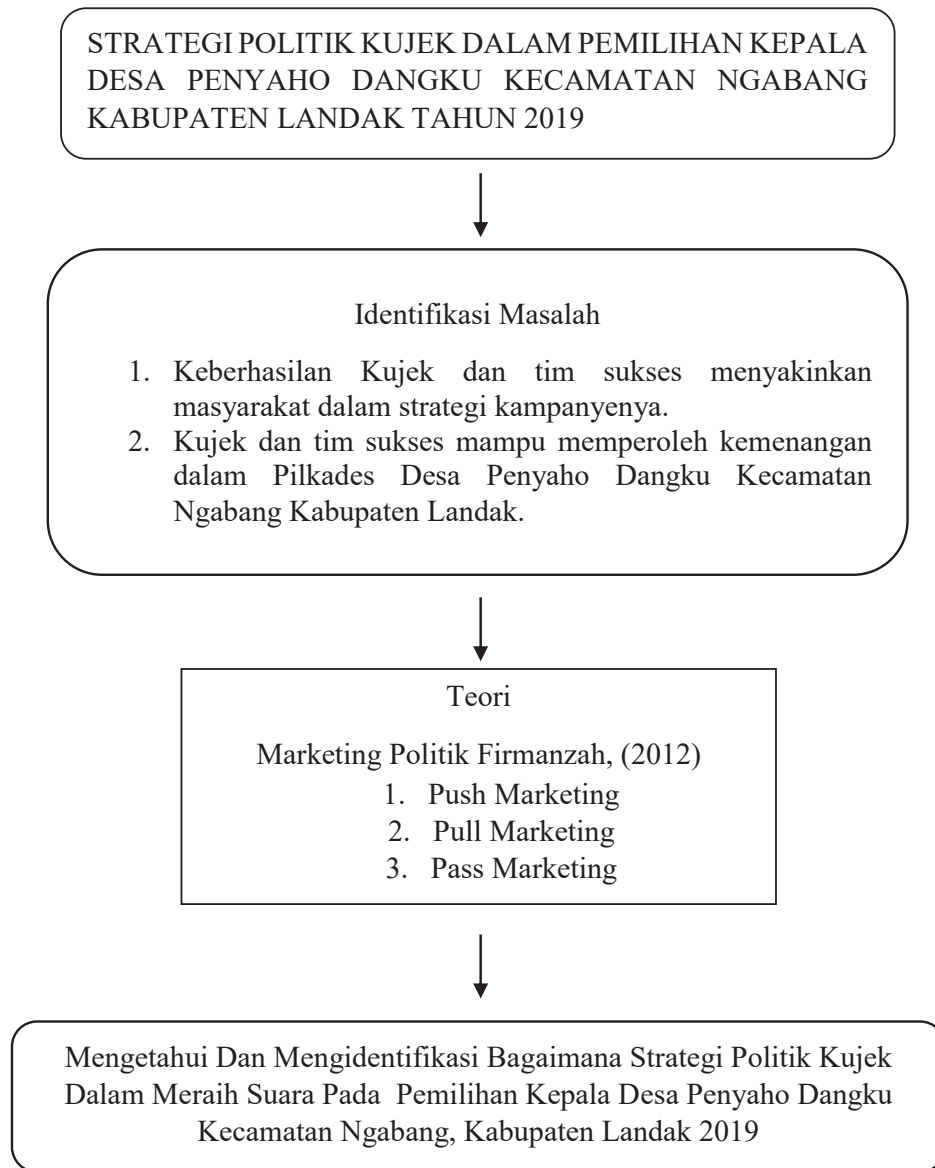 STRATEGI POLITIK KUJEK DALAM PEMILIHAN KEPALA
DESA PENYAHO DANGKU KECAMATAN NGABANG
KABUPATEN LANDAK TAHUN 2019
Identifikasi Masalah
1. Keberhasilan Kujek dan tim sukses menyakinkan
masyarakat dalam strategi kampanyenya.
2. Kujek dan tim sukses mampu memperoleh kemenangan
dalam Pilkades Desa Penyaho Dangku Kecamatan
Ngabang Kabupaten Landak.
Teori
Marketing Politik Firmanzah, (2012)
1. Push Marketing
2. Pull Marketing
3. Pass Marketing
Mengetahui Dan Mengidentifikasi Bagaimana Strategi Politik Kujek
Dalam Meraih Suara Pada Pemilihan Kepala Desa Penyaho Dangku
Kecamatan Ngabang, Kabupaten Landak 2019